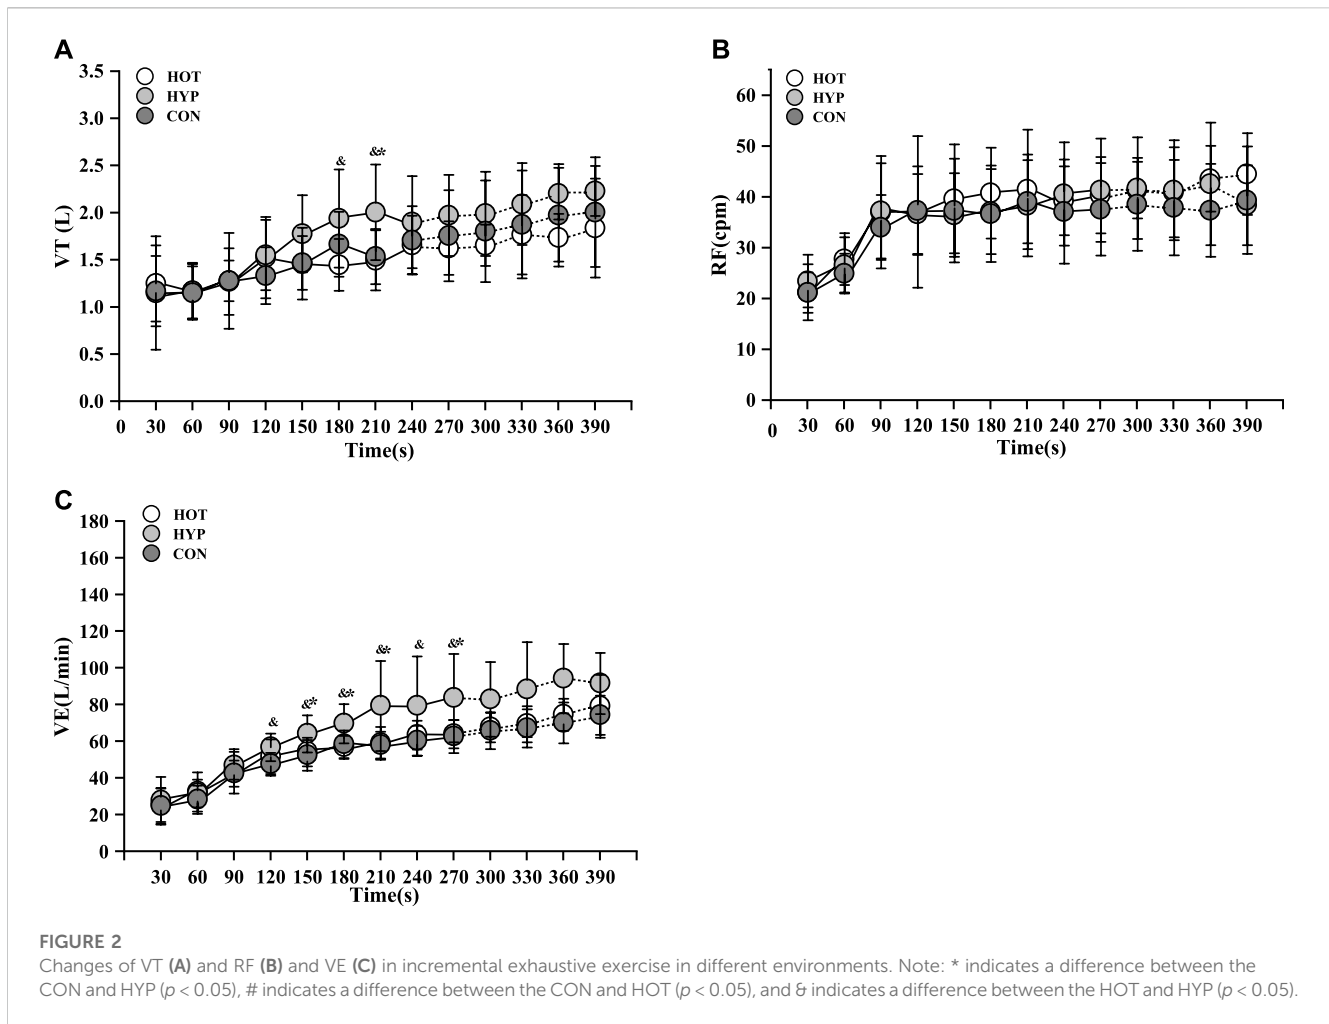 A
HOT
HYP
CON
VT (L)
3.5
3.0
2.5
2.0
1.5
1.0
0.5
0.0
& &*
0 30 60 90 120 150 180 210 240 270 300 330 360 390
Time(s)
B
HOT
HYP
CON
RF(cpm)
60
50
40
30
20
10
0
0 30 60 90 120 150 180 210 240 270 300 330 360 390
Time(s)
C
HOT
HYP
CON
VE(L/min)
180
160
140
120
100
80
60
40
20
0
& &* &* &* & &*
30 60 90 120 150 180 210 240 270 300 330 360 390
Time(s)
FIGURE 2
Changes of VT (A) and RF (B) and VE (C) in incremental exhaustive exercise in different environments. Note: * indicates a difference between the
CON and HYP (p < 0.05), # indicates a difference between the CON and HOT (p < 0.05), and & indicates a difference between the HOT and HYP (p < 0.05).